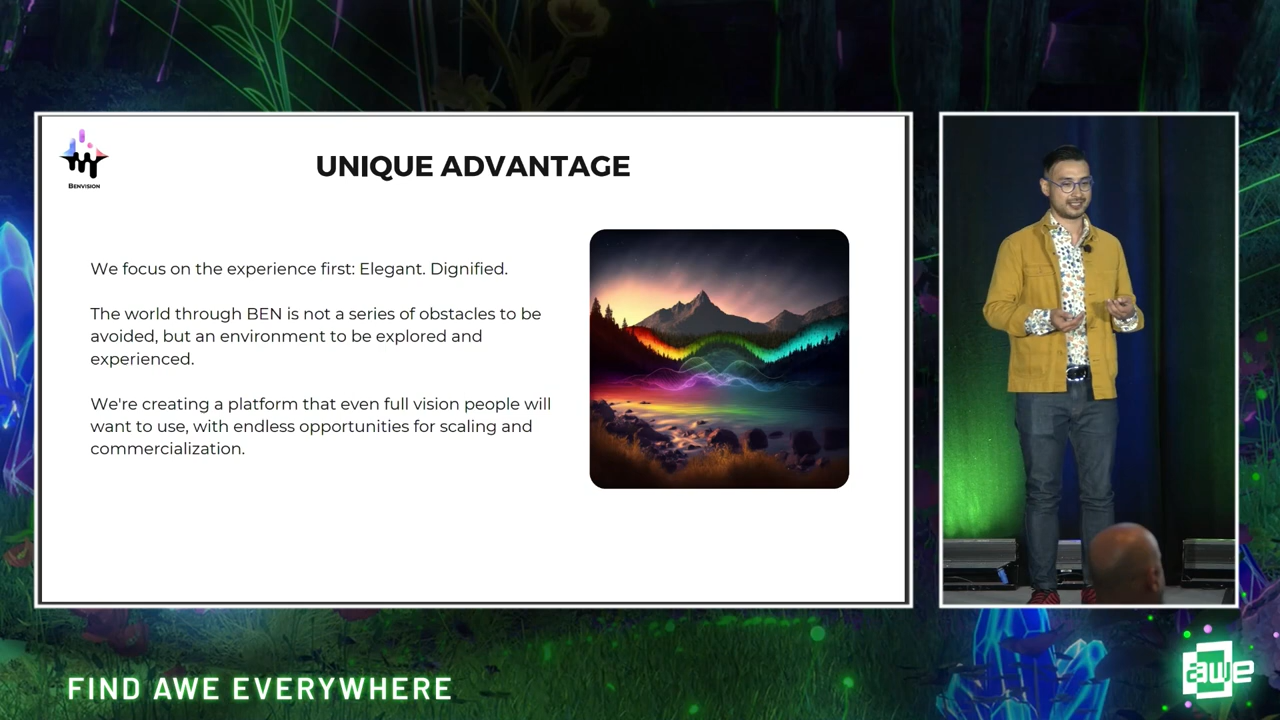 BENVISION
UNIQUE ADVANTAGE
We focus on the experience first: Elegant. Dignified.
The world through BEN is not a series of obstacles to be
avoided, but an environment to be explored and
experienced.
We're creating a platform that even full vision people will
want to use, with endless opportunities for scaling and
commercialization.
FIND AWE EVERYWHERE
awe